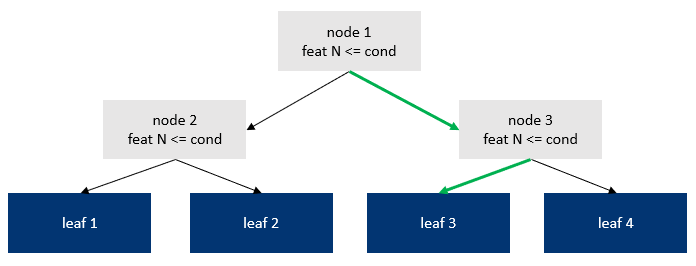 node 1
feat N <= cond
node 2
feat N <= cond
node 3
feat N <= cond
leaf 1
leaf 2
leaf 3
leaf 4